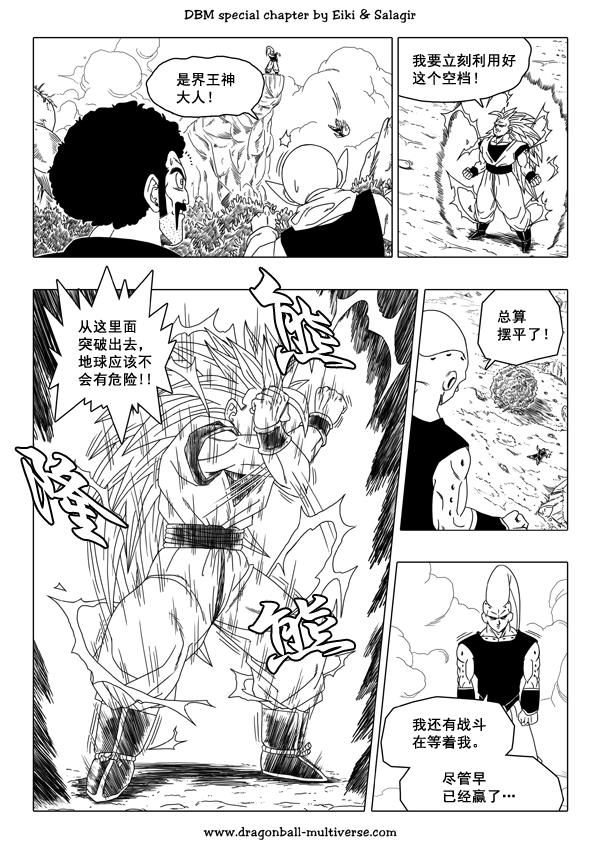 DBM special chapter by Eiki & Salagir
是界王神
大人！
我要立刻利用好
这个空档！
从这里面
突破出去，
地球应该不
会有危险！！
总算
摆平了！
隆
我还有战斗
在等着我。
尽管早
已经赢了…
www.dragonball-multiverse.com